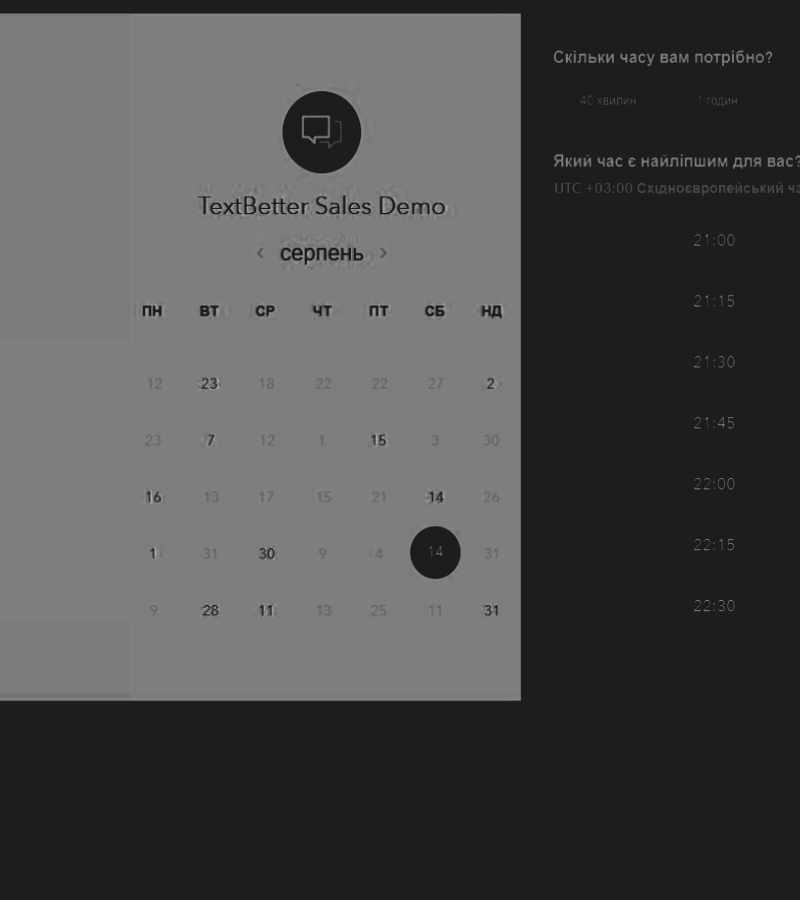 TextBetter Sales Demo
‹ серпень ›
ПН ВТ СР ЧТ ПТ СБ НД
12 23 18 22 22 27 2
23 7 12 1 15 3 30
16 13 17 15 21 14 26
1 31 30 9 4 14 31
9 28 11 13 25 11 31
Скільки часу вам потрібно?
40 хвилин 1 годин
Який час є найліпшим для вас?
UTC +03:00 Східноєвропейський
21:00
21:15
21:30
21:45
22:00
22:15
22:30